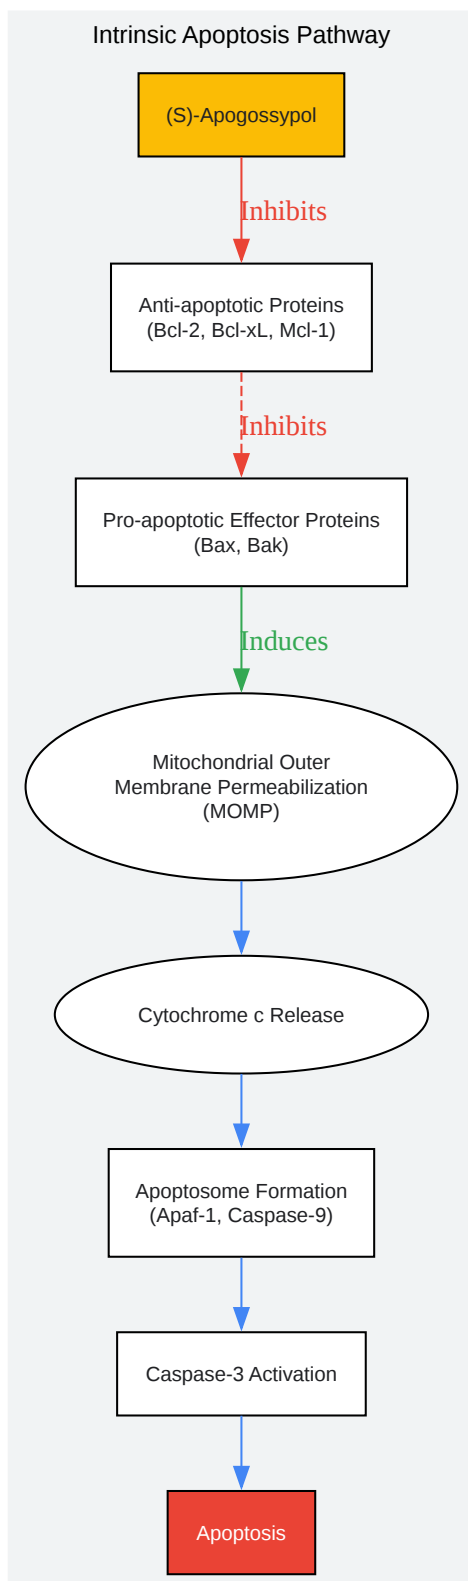 Intrinsic Apoptosis Pathway
(S)-Apogossypol
Inhibits
Anti-apoptotic Proteins
(Bcl-2, Bcl-xL, Mcl-1)
Inhibits
Pro-apoptotic Effector Proteins
(Bax, Bak)
Induces
Mitochondrial Outer
Membrane Permeabilization
(MOMP)
Cytochrome c Release
Apoptosome Formation
(Apaf-1, Caspase-9)
Caspase-3 Activation
Apoptosis